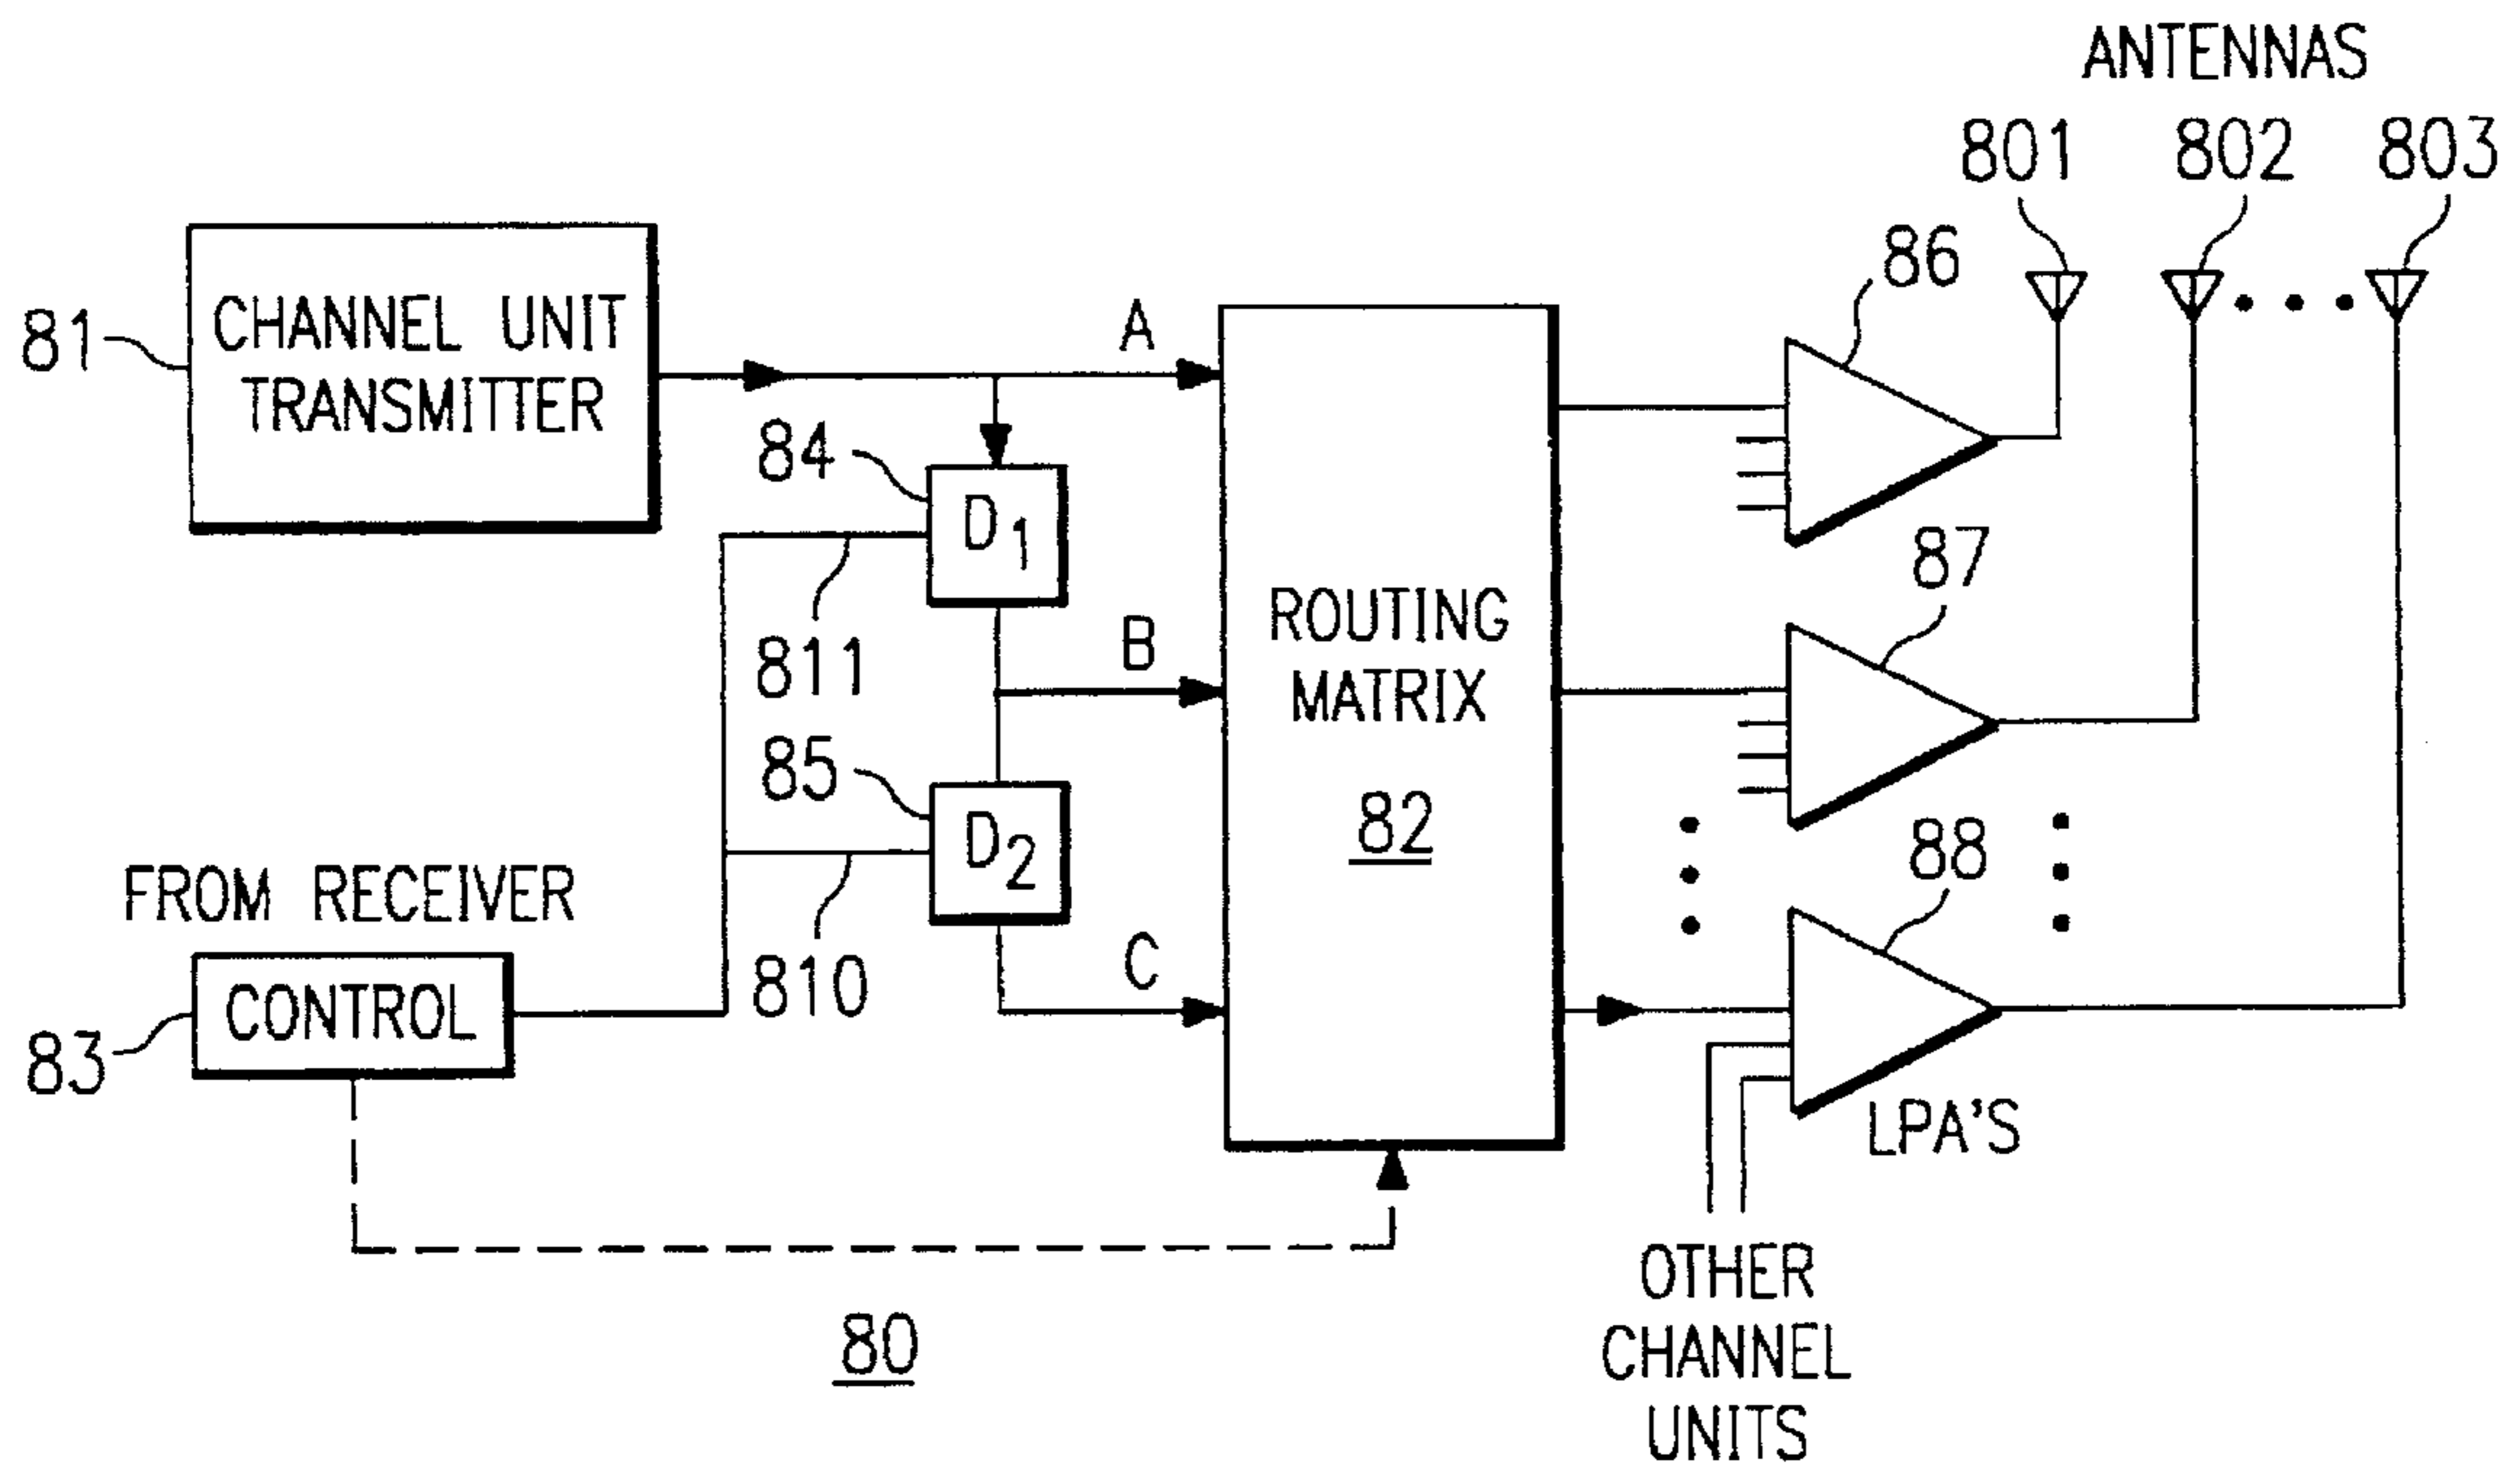 ANTENNAS
801
802
803
86
81
CHANNEL UNIT
TRANSMITTER
A
84
D1
87
811
B
ROUTING
MATRIX
82
85
D2
88
FROM RECEIVER
810
C
CONTROL
83
LPA'S
OTHER
CHANNEL
UNITS
80